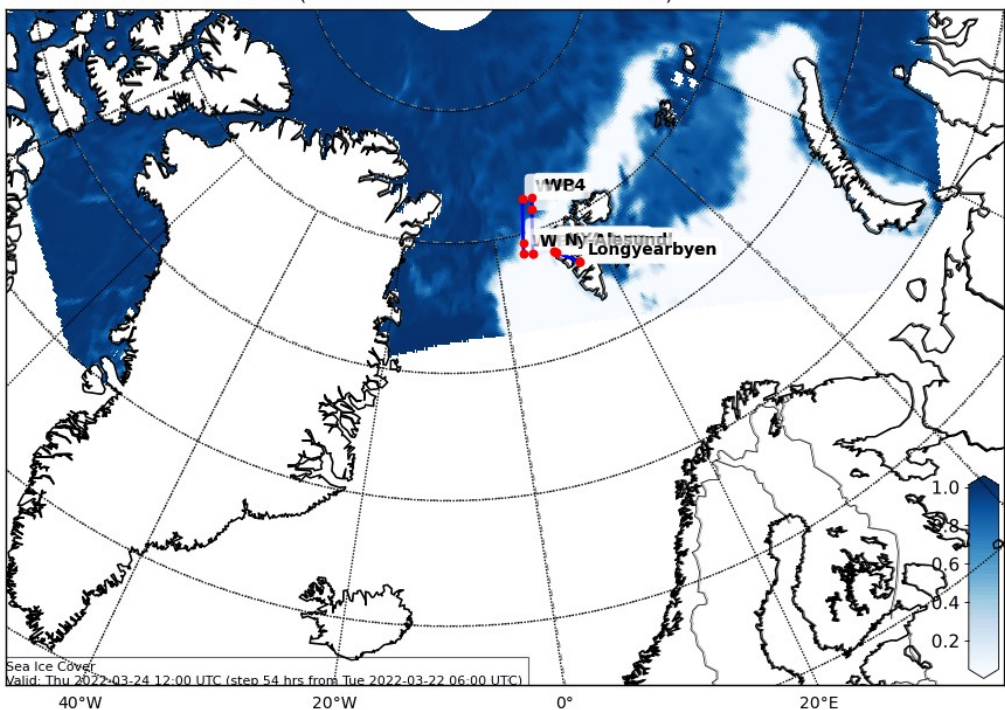 WP4
Ny-Alesund
Longyearbyen
1.0
0.8
0.6
0.4
0.2
Sea Ice Cover
Valid: Thu 2022-03-24 12:00 UTC (step 54 hrs from Tue 2022-03-22 06:00 UTC)
40°W
20°W
0°
20°E